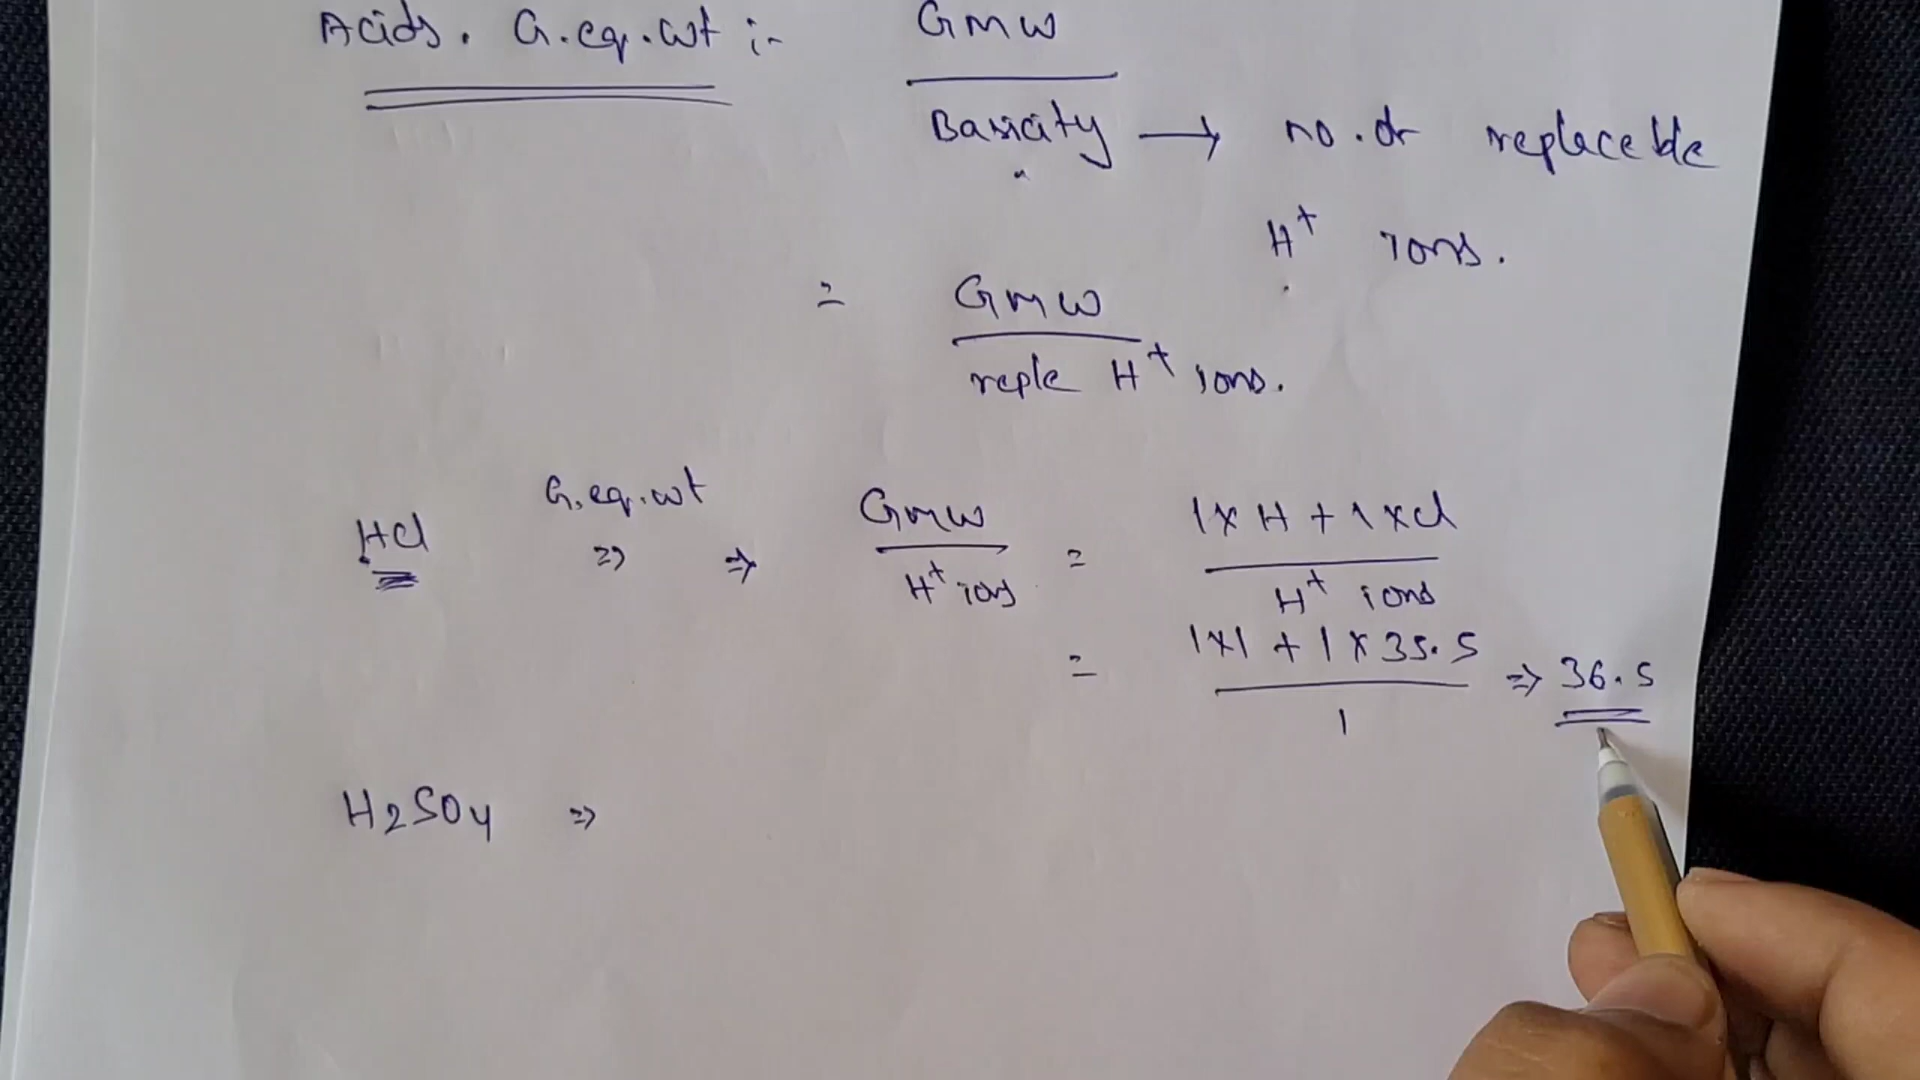 Acids. G.eq.wt :- GMW
Basicity → no. of replaceble
H⁺ ions.
= GMW
reple H⁺ ions.
HCl G.eq.wt ⇒ ⇒ GMW / H⁺ ions = 1×H + 1×Cl / H⁺ ions
= 1×1 + 1×35.5 / 1 ⇒ 36.5
H2SO4 ⇒